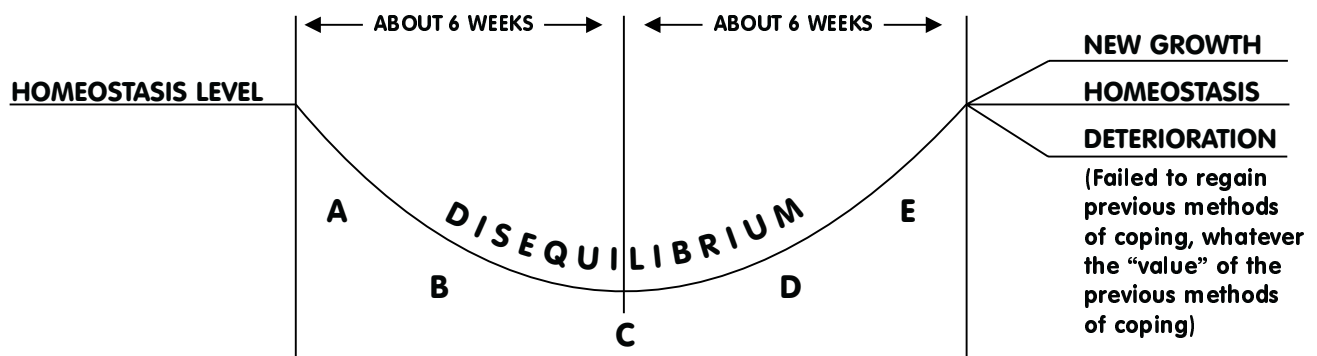 ABOUT 6 WEEKS
ABOUT 6 WEEKS
HOMEOSTASIS LEVEL
NEW GROWTH
HOMEOSTASIS
DETERIORATION
(Failed to regain
previous methods
of coping, whatever
the “value” of the
previous methods
of coping)
DISEQUILIBRIUM
A
B
C
D
E